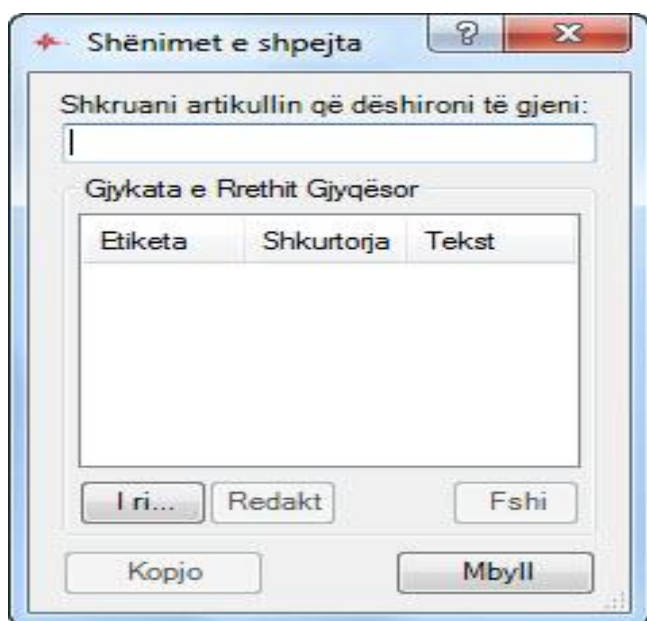 Shënimet e shpejta
Shkruani artikullin që dëshironi të gjeni:
Gjykata e Rrethit Gjyqësor
Etiketa Shkurtorja Tekst
I ri... Redakt Fshi
Kopjo Mbyll